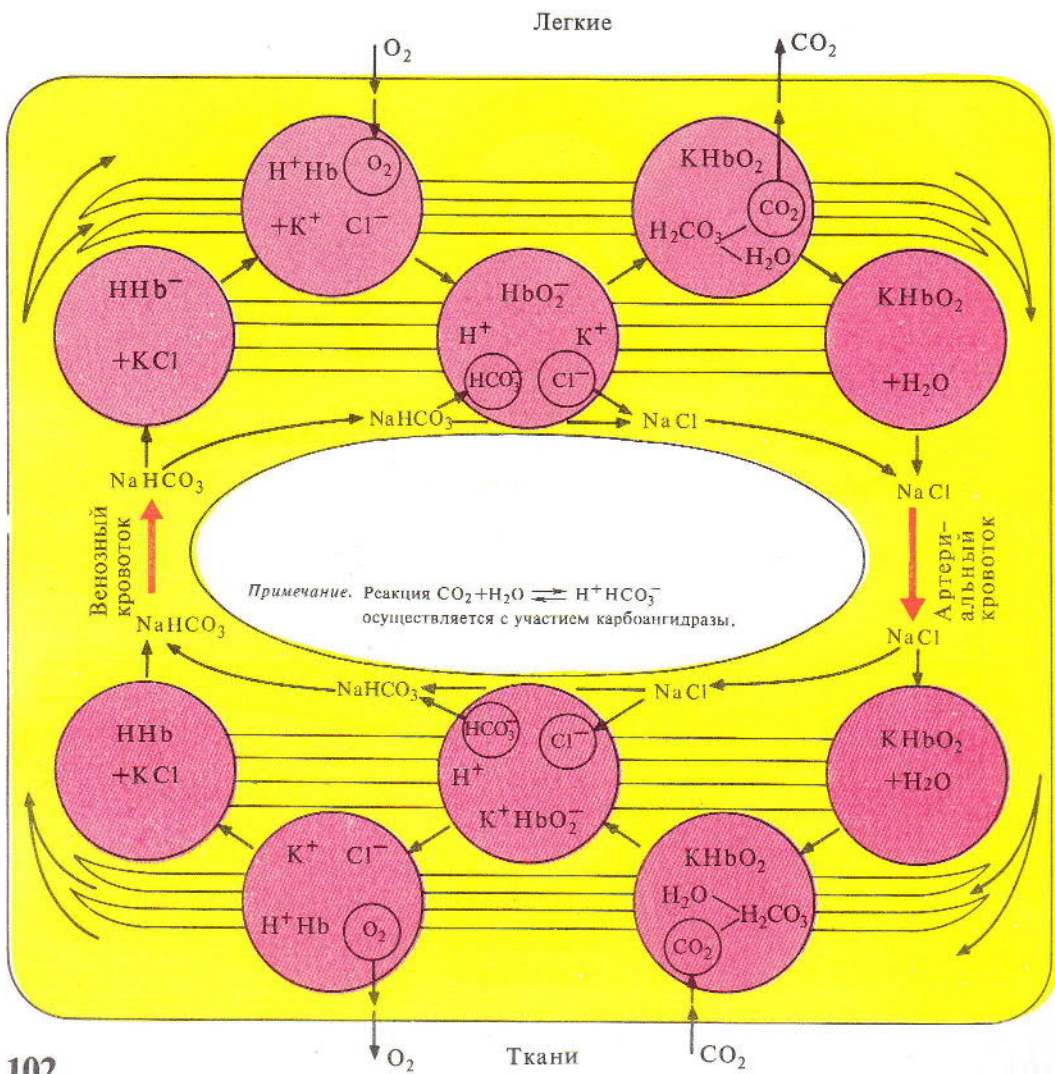 Легкие
O₂
CO₂
H⁺Hb O₂
+K⁺ Cl⁻
KHbO₂
CO₂
H₂CO₃
H₂O
HHb⁻
+KCl
HbO₂⁻
H⁺ K⁺
HCO₃⁻ Cl⁻
KHbO₂
+H₂O
NaHCO₃
NaCl
NaHCO₃
NaCl
Венозный
кровоток
Артери-
альный
кровоток
Примечание. Реакция CO₂+H₂O ⇌ H⁺HCO₃⁻
осуществляется с участием карбоангидразы.
NaHCO₃
NaCl
NaHCO₃
NaCl
HHb
+KCl
HCO₃⁻ Cl⁻
H⁺
K⁺HbO₂⁻
KHbO₂
+H₂O
K⁺ Cl⁻
H⁺Hb O₂
KHbO₂
H₂O
H₂CO₃
CO₂
O₂
Ткани
CO₂
102